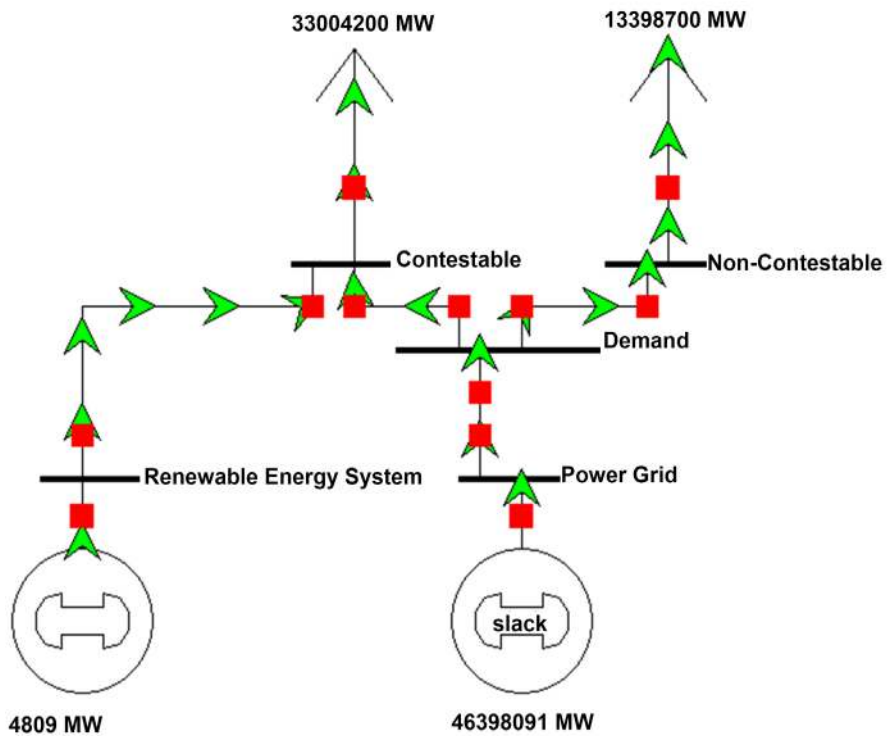 33004200 MW
13398700 MW
Contestable
Non-Contestable
Demand
Renewable Energy System
Power Grid
slack
4809 MW
46398091 MW